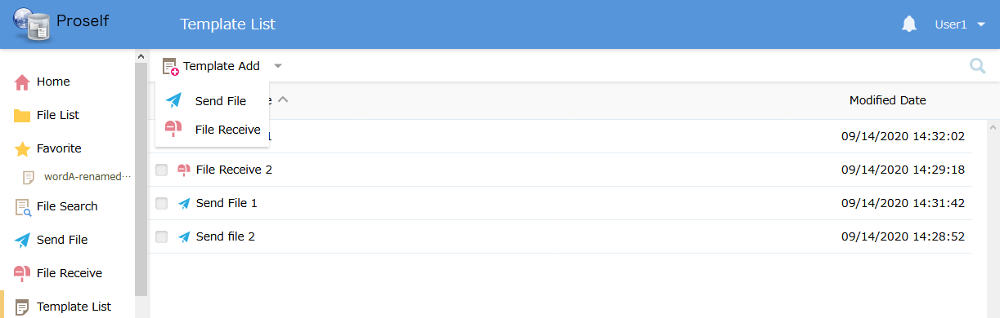 Proself
Template List
User1
Home
File List
Favorite
wordA-renamed...
File Search
Send File
File Receive
Template List
Template Add
Send File
File Receive
Modified Date
1 09/14/2020 14:32:02
File Receive 2 09/14/2020 14:29:18
Send File 1 09/14/2020 14:31:42
Send file 2 09/14/2020 14:28:52